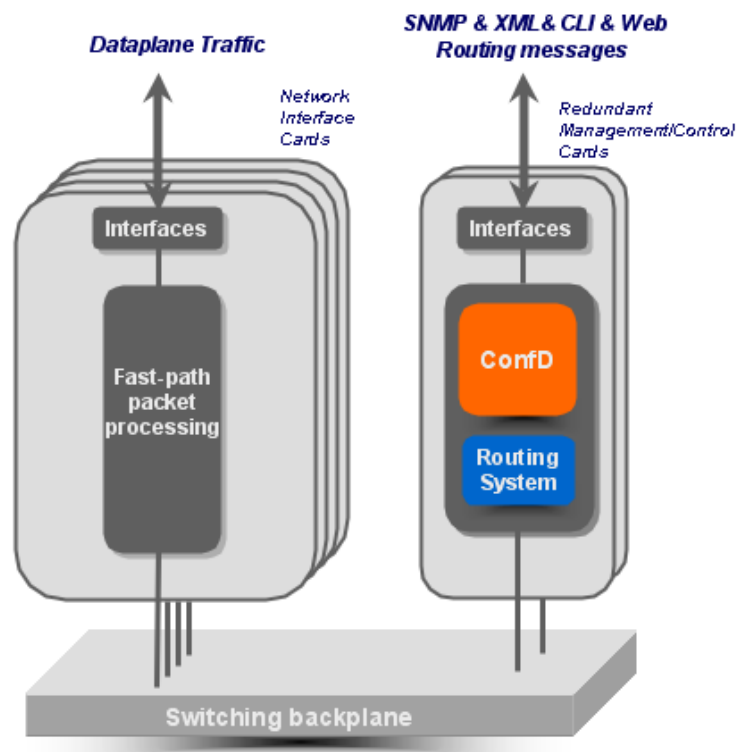 Dataplane Traffic
SNMP & XML& CLI & Web
Routing messages
Network
Interface
Cards
Redundant
Management/Control
Cards
Interfaces
Interfaces
Fast-path
packet
processing
ConfD
Routing
System
Switching backplane